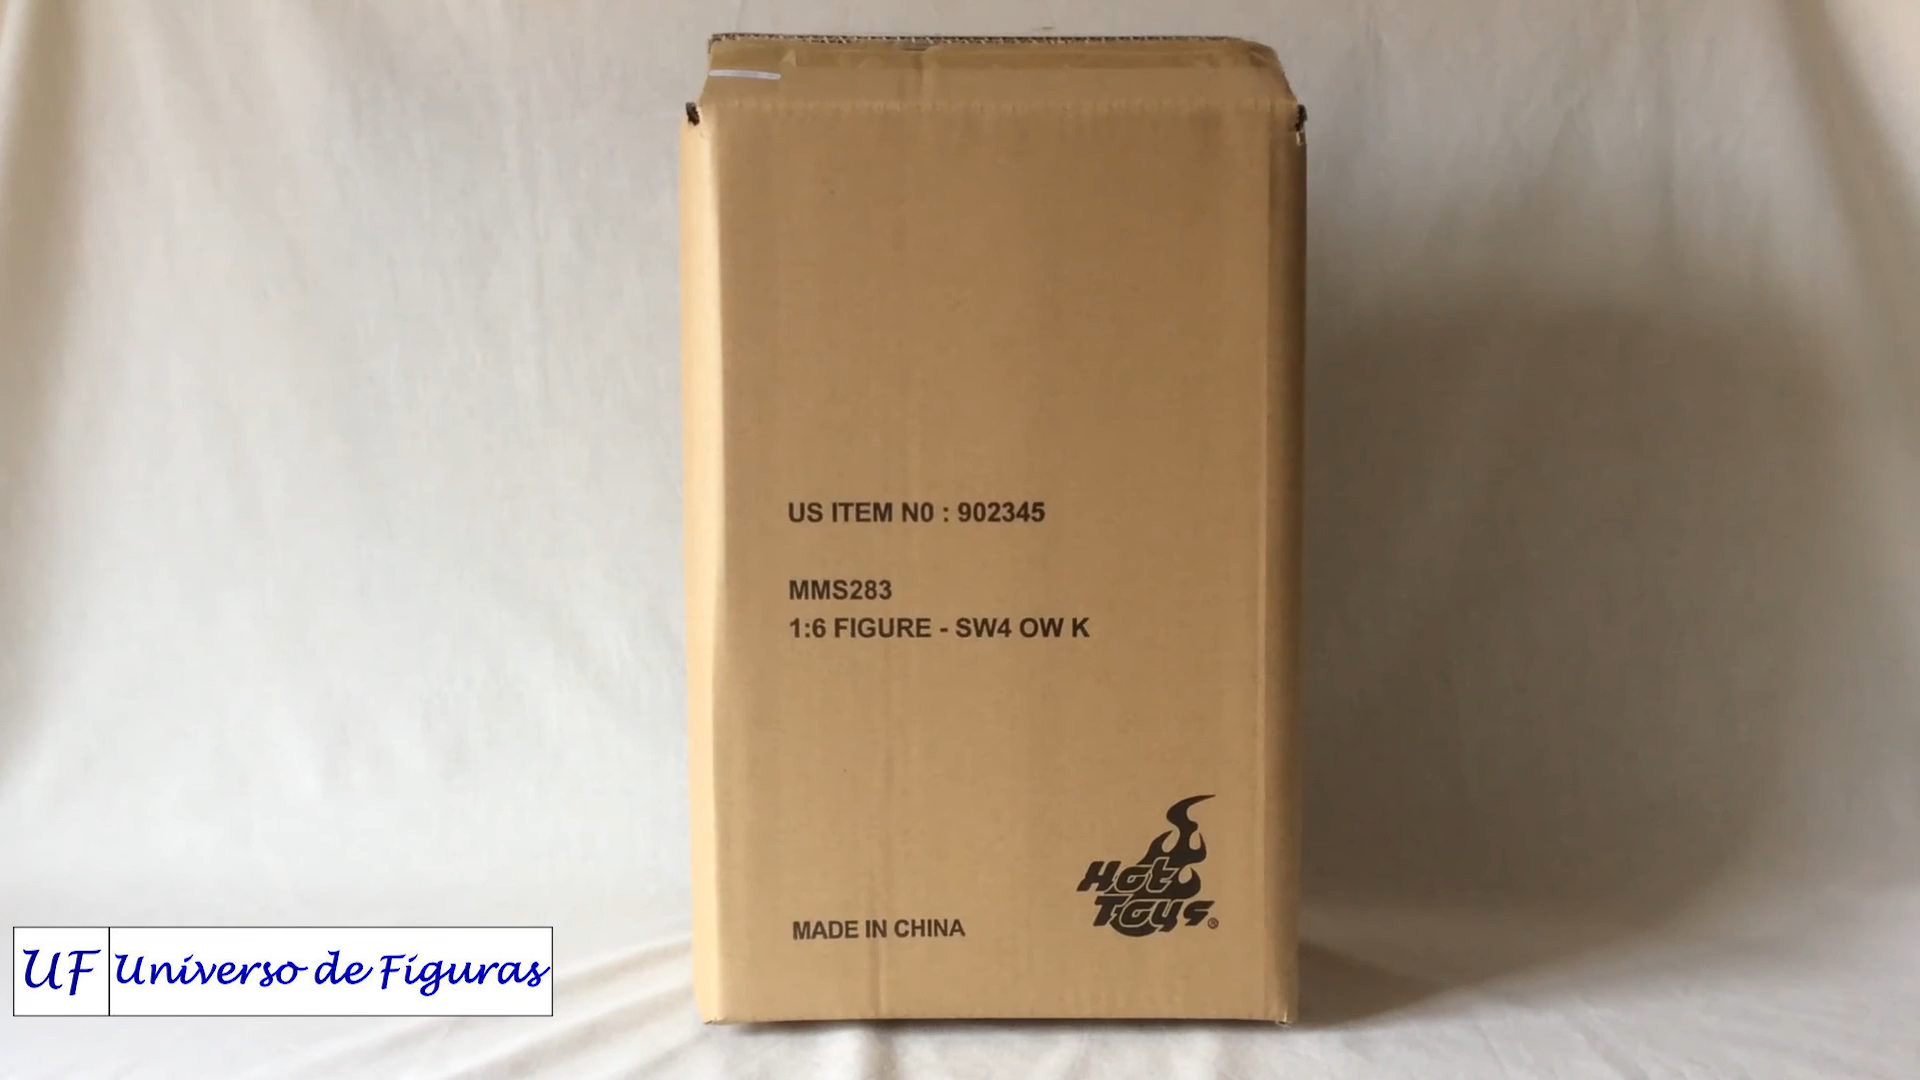 US ITEM N0 : 902345
MMS283
1:6 FIGURE - SW4 OW K
Hot
Toys®
MADE IN CHINA
UF Universo de Figuras